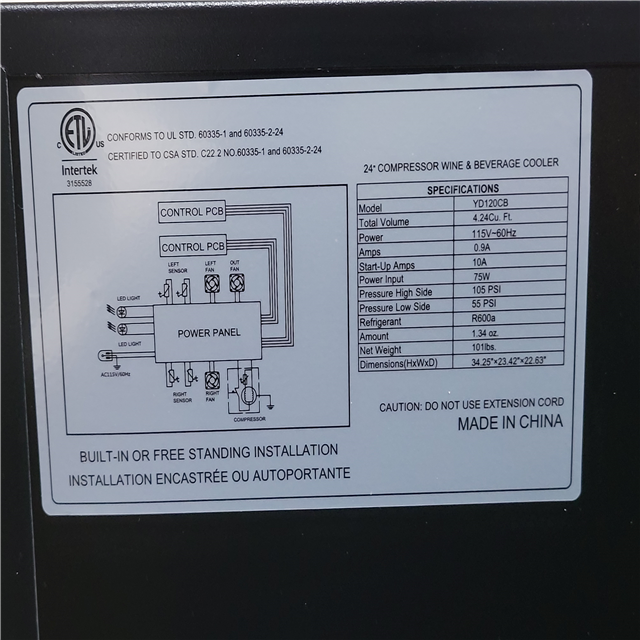 ETL
C US
LISTED
Intertek
3155528
CONFORMS TO UL STD. 60335-1 and 60335-2-24
CERTIFIED TO CSA STD. C22.2 NO.60335-1 and 60335-2-24
CONTROL PCB
CONTROL PCB
LEFT SENSOR
LEFT FAN
OUT FAN
LED LIGHT
LED LIGHT
POWER PANEL
AC115V/60Hz
RIGHT SENSOR
RIGHT FAN
COMPRESSOR
BUILT-IN OR FREE STANDING INSTALLATION
INSTALLATION ENCASTRÉE OU AUTOPORTANTE
24" COMPRESSOR WINE & BEVERAGE COOLER
SPECIFICATIONS
Model YD120CB
Total Volume 4.24Cu. Ft.
Power 115V~60Hz
Amps 0.9A
Start-Up Amps 10A
Power Input 75W
Pressure High Side 105 PSI
Pressure Low Side 55 PSI
Refrigerant R600a
Amount 1.34 oz.
Net Weight 101lbs.
Dimensions(HxWxD) 34.25"×23.42"×22.63"
CAUTION: DO NOT USE EXTENSION CORD
MADE IN CHINA